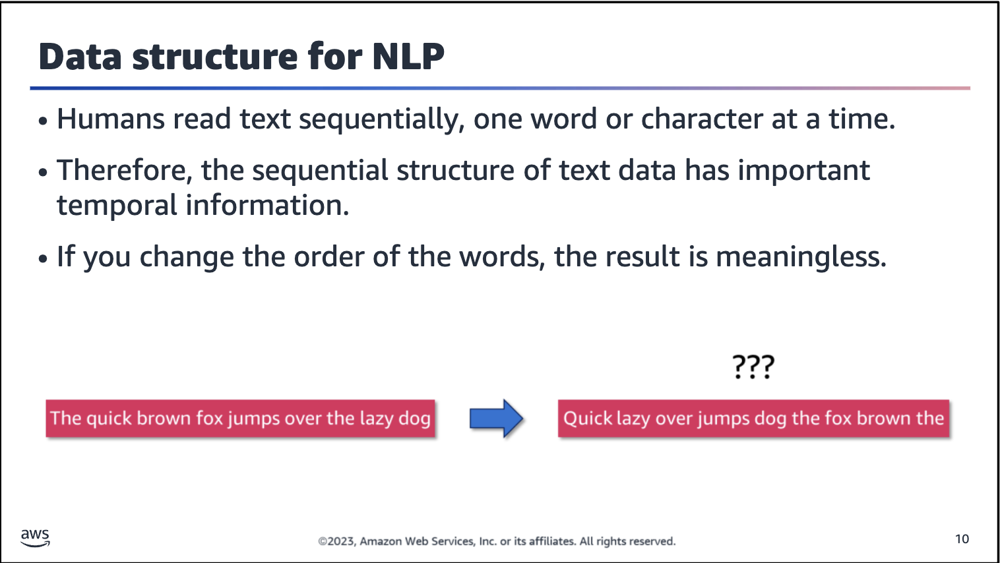 Data structure for NLP
• Humans read text sequentially, one word or character at a time.
• Therefore, the sequential structure of text data has important
temporal information.
• If you change the order of the words, the result is meaningless.
???
The quick brown fox jumps over the lazy dog
Quick lazy over jumps dog the fox brown the
aws
©2023, Amazon Web Services, Inc. or its affiliates. All rights reserved.
10